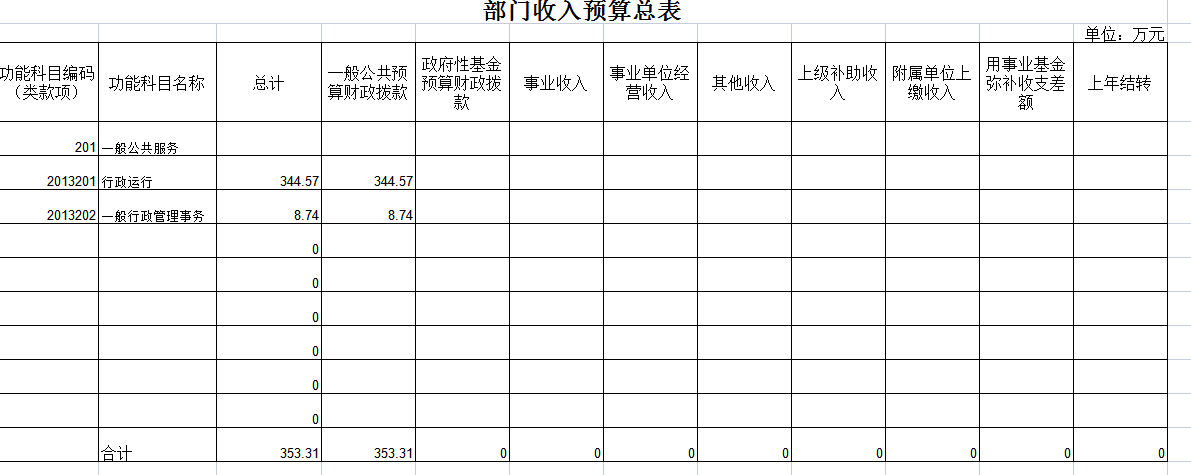 部门收入预算总表
单位：万元
功能科目编码（类款项） 功能科目名称 总计 一般公共预算财政拨款 政府性基金预算财政拨款 事业收入 事业单位经营收入 其他收入 上级补助收入 附属单位上缴收入 用事业基金弥补收支差额 上年结转
201 一般公共服务
2013201 行政运行 344.57 344.57
2013202 一般行政管理事务 8.74 8.74
0
0
0
0
0
0
合计 353.31 353.31 0 0 0 0 0 0 0 0